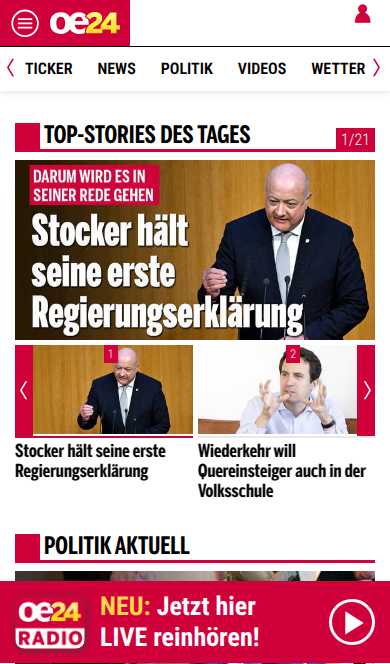 oe24
TICKER NEWS POLITIK VIDEOS WETTER
TOP-STORIES DES TAGES
1/21
DARUM WIRD ES IN
SEINER REDE GEHEN
Stocker hält
seine erste
Regierungserklärung
1
2
Stocker hält seine erste
Regierungserklärung
Wiederkehr will
Quereinsteiger auch in der
Volksschule
POLITIK AKTUELL
oe24
RADIO
NEU: Jetzt hier
LIVE reinhören!